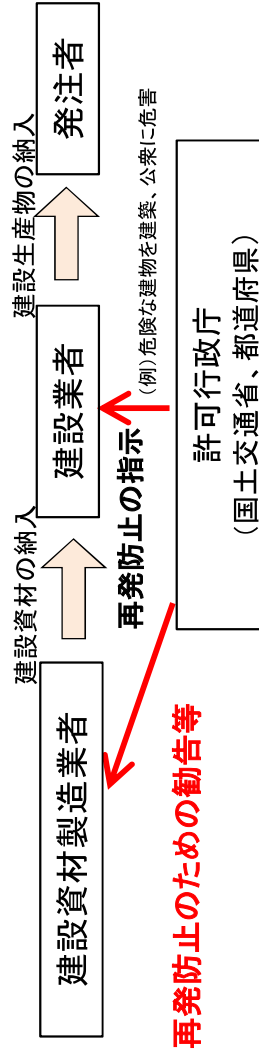 建設資材製造業者
建設資材の納入
建設業者
建設生産物の納入
発注者
再発防止の指示
(例)危険な建物を建築、公衆に危害
再発防止のための勧告等
許可行政庁
(国土交通省、都道府県)